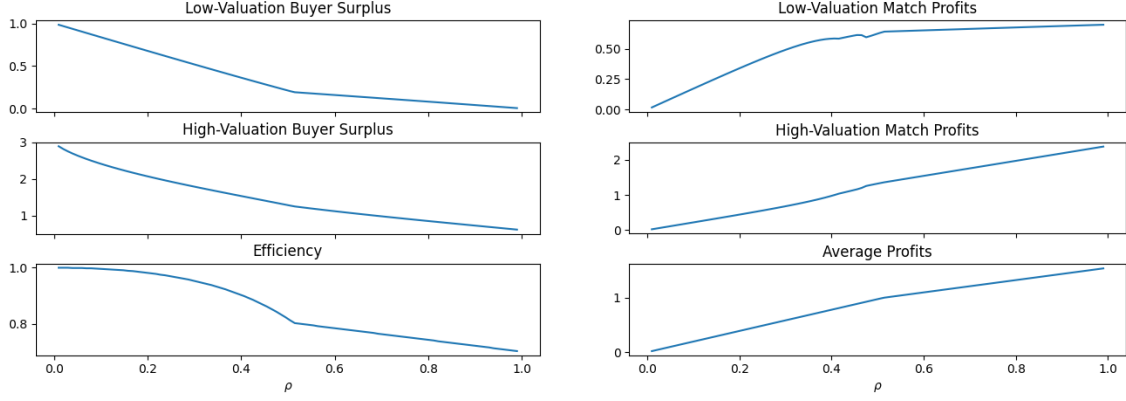 Low-Valuation Buyer Surplus
1.0
0.5
0.0
High-Valuation Buyer Surplus
3
2
1
Efficiency
1.0
0.8
0.0 0.2 0.4 0.6 0.8 1.0
ρ
Low-Valuation Match Profits
0.50
0.25
0.00
High-Valuation Match Profits
2
1
0
Average Profits
1
0
0.0 0.2 0.4 0.6 0.8 1.0
ρ